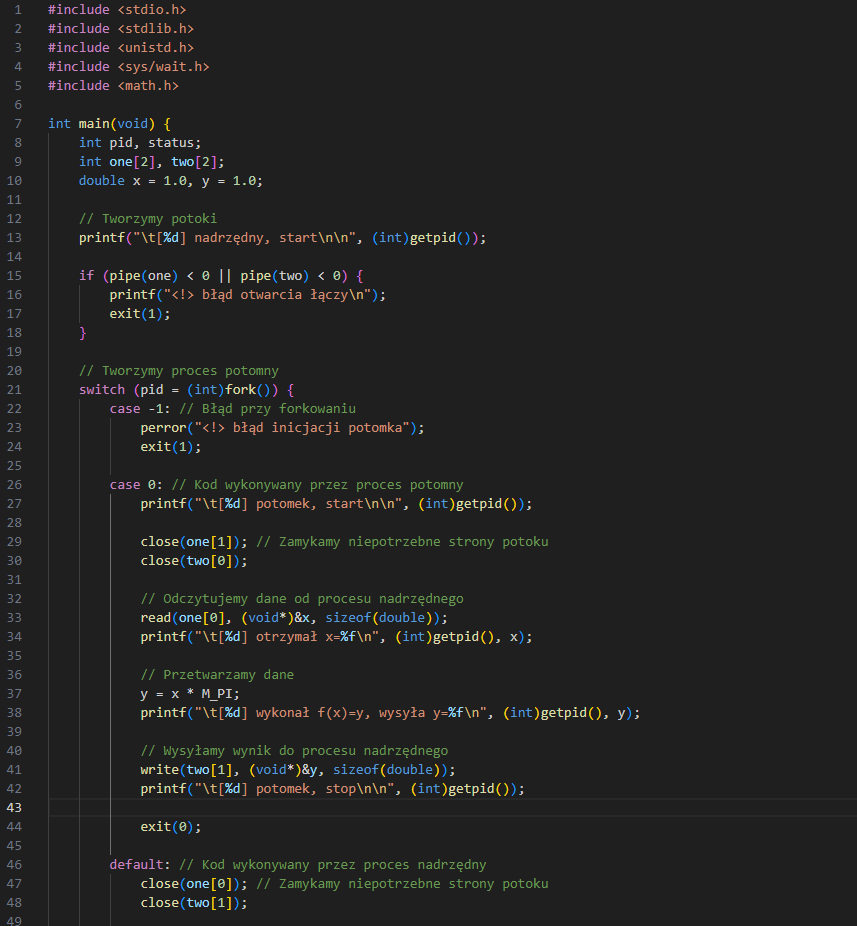 1 #include <stdio.h>
2 #include <stdlib.h>
3 #include <unistd.h>
4 #include <sys/wait.h>
5 #include <math.h>
6
7 int main(void) {
8 int pid, status;
9 int one[2], two[2];
10 double x = 1.0, y = 1.0;
11
12 // Tworzymy potoki
13 printf("\t[%d] nadrzędny, start\n\n", (int)getpid());
14
15 if (pipe(one) < 0 || pipe(two) < 0) {
16 printf("<!> błąd otwarcia łączy\n");
17 exit(1);
18 }
19
20 // Tworzymy proces potomny
21 switch (pid = (int)fork()) {
22 case -1: // Błąd przy forkowaniu
23 perror("<!> błąd inicjacji potomka");
24 exit(1);
25
26 case 0: // Kod wykonywany przez proces potomny
27 printf("\t[%d] potomek, start\n\n", (int)getpid());
28
29 close(one[1]); // Zamykamy niepotrzebne strony potoku
30 close(two[0]);
31
32 // Odczytujemy dane od procesu nadrzędnego
33 read(one[0], (void*)&x, sizeof(double));
34 printf("\t[%d] otrzymał x=%f\n", (int)getpid(), x);
35
36 // Przetwarzamy dane
37 y = x * M_PI;
38 printf("\t[%d] wykonał f(x)=y, wysyła y=%f\n", (int)getpid(), y);
39
40 // Wysyłamy wynik do procesu nadrzędnego
41 write(two[1], (void*)&y, sizeof(double));
42 printf("\t[%d] potomek, stop\n\n", (int)getpid());
43
44 exit(0);
45
46 default: // Kod wykonywany przez proces nadrzędny
47 close(one[0]); // Zamykamy niepotrzebne strony potoku
48 close(two[1]);
49